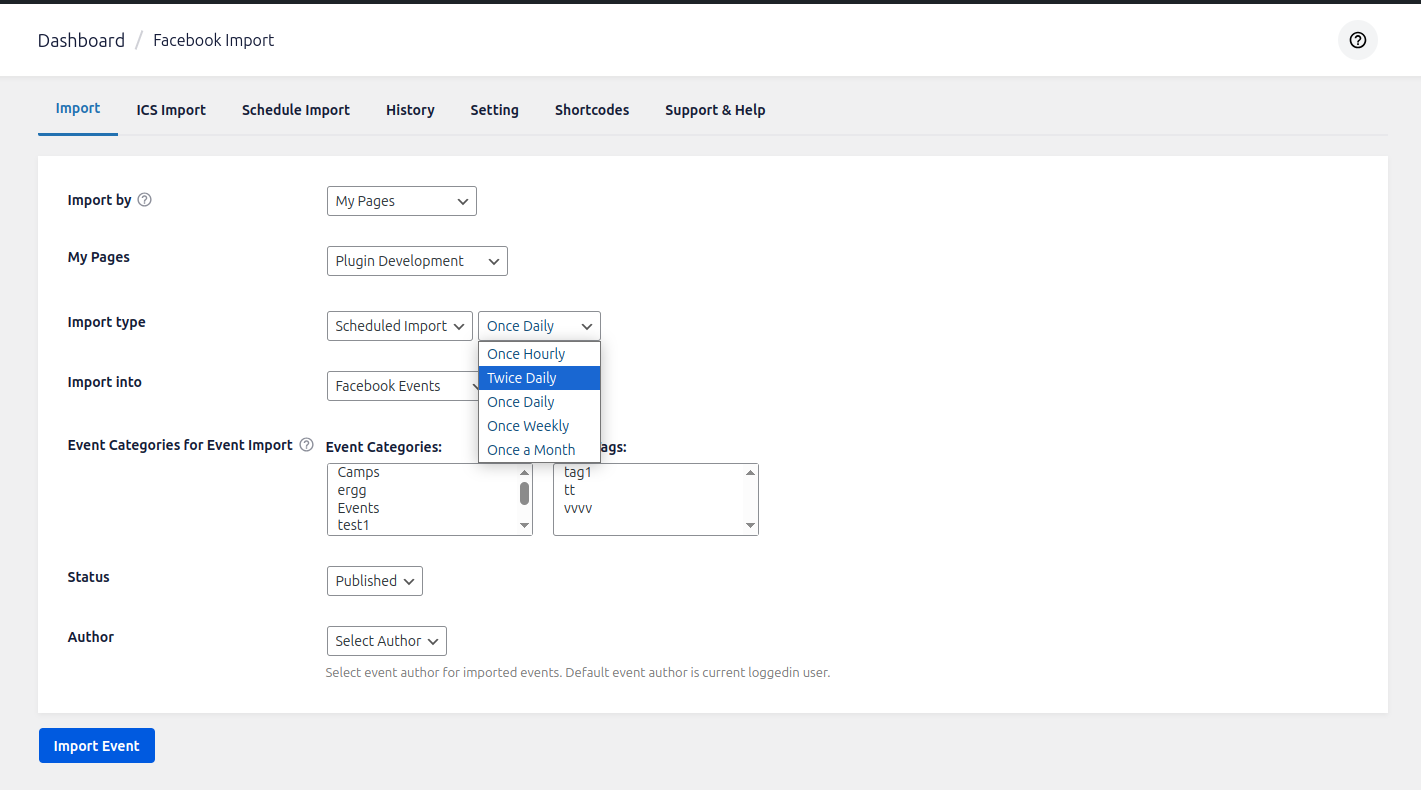 Dashboard / Facebook Import
Import ICS Import Schedule Import History Setting Shortcodes Support & Help
Import by My Pages
My Pages Plugin Development
Import type Scheduled Import Once Daily
Once Hourly
Twice Daily
Once Daily
Once Weekly
Once a Month
Import into Facebook Events
Event Categories for Event Import
Event Categories:
Camps
ergg
Events
test1
ags:
tag1
tt
vvvv
Status Published
Author Select Author
Select event author for imported events. Default event author is current loggedin user.
Import Event